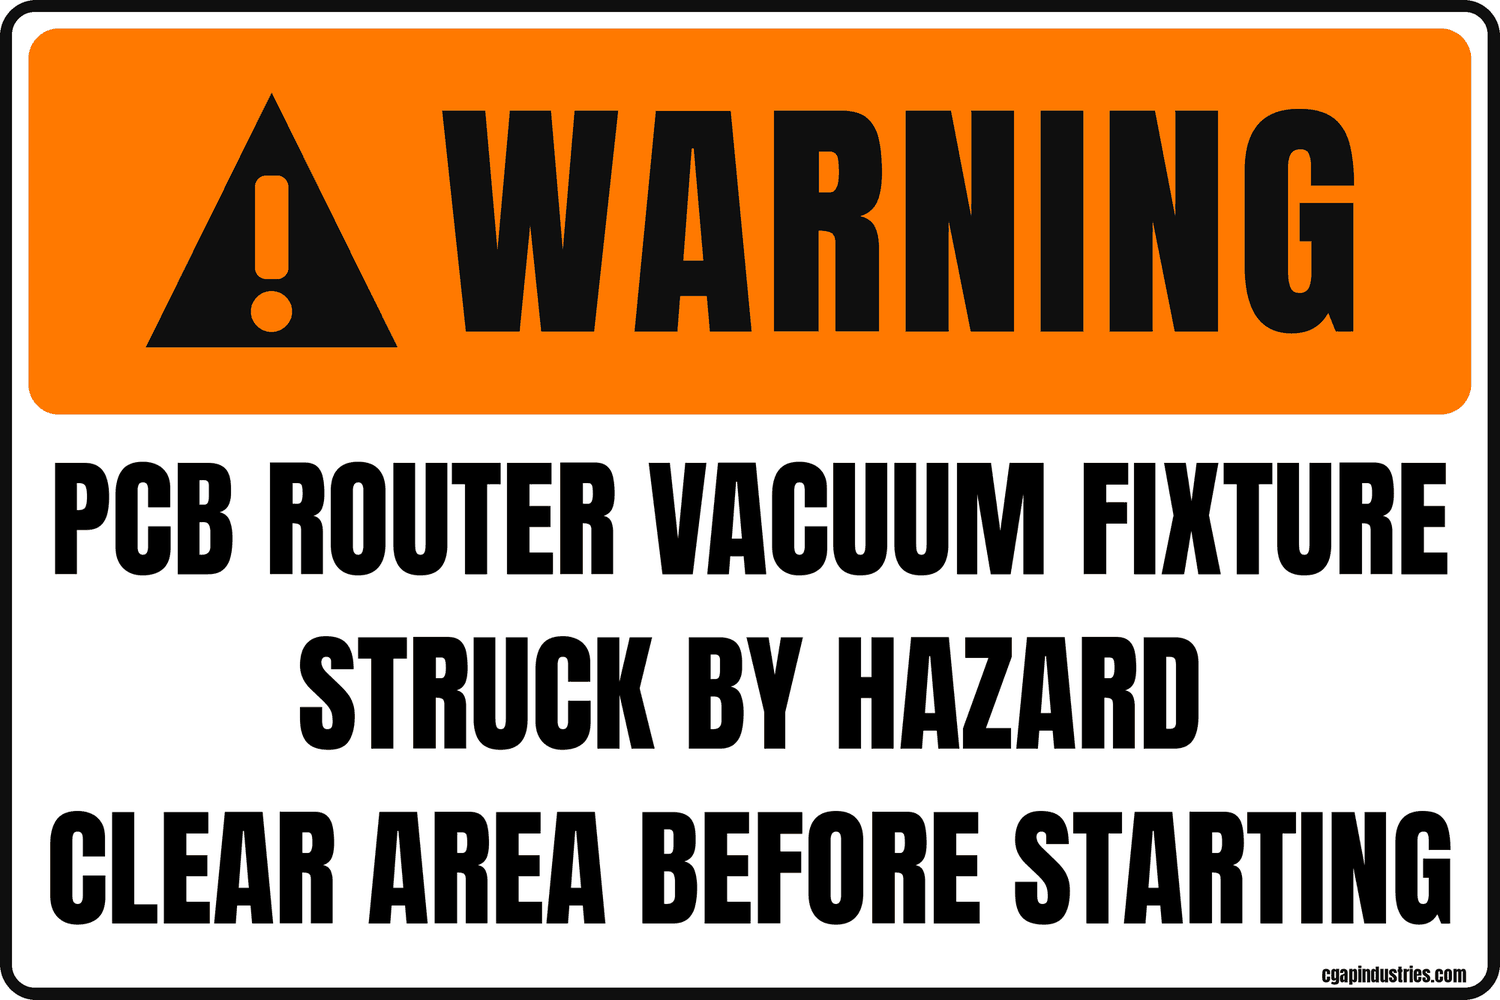 WARNING
PCB ROUTER VACUUM FIXTURE
STRUCK BY HAZARD
CLEAR AREA BEFORE STARTING
cgapindustries.com